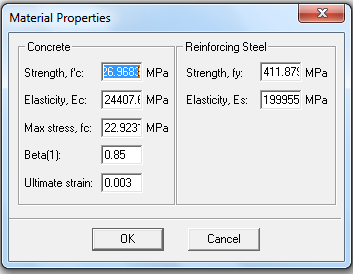 Material Properties
Concrete
Strength, f'c: 26.9683 MPa
Elasticity, Ec: 24407.6 MPa
Max stress, fc: 22.9231 MPa
Beta(1): 0.85
Ultimate strain: 0.003
Reinforcing Steel
Strength, fy: 411.879 MPa
Elasticity, Es: 199955 MPa
OK
Cancel